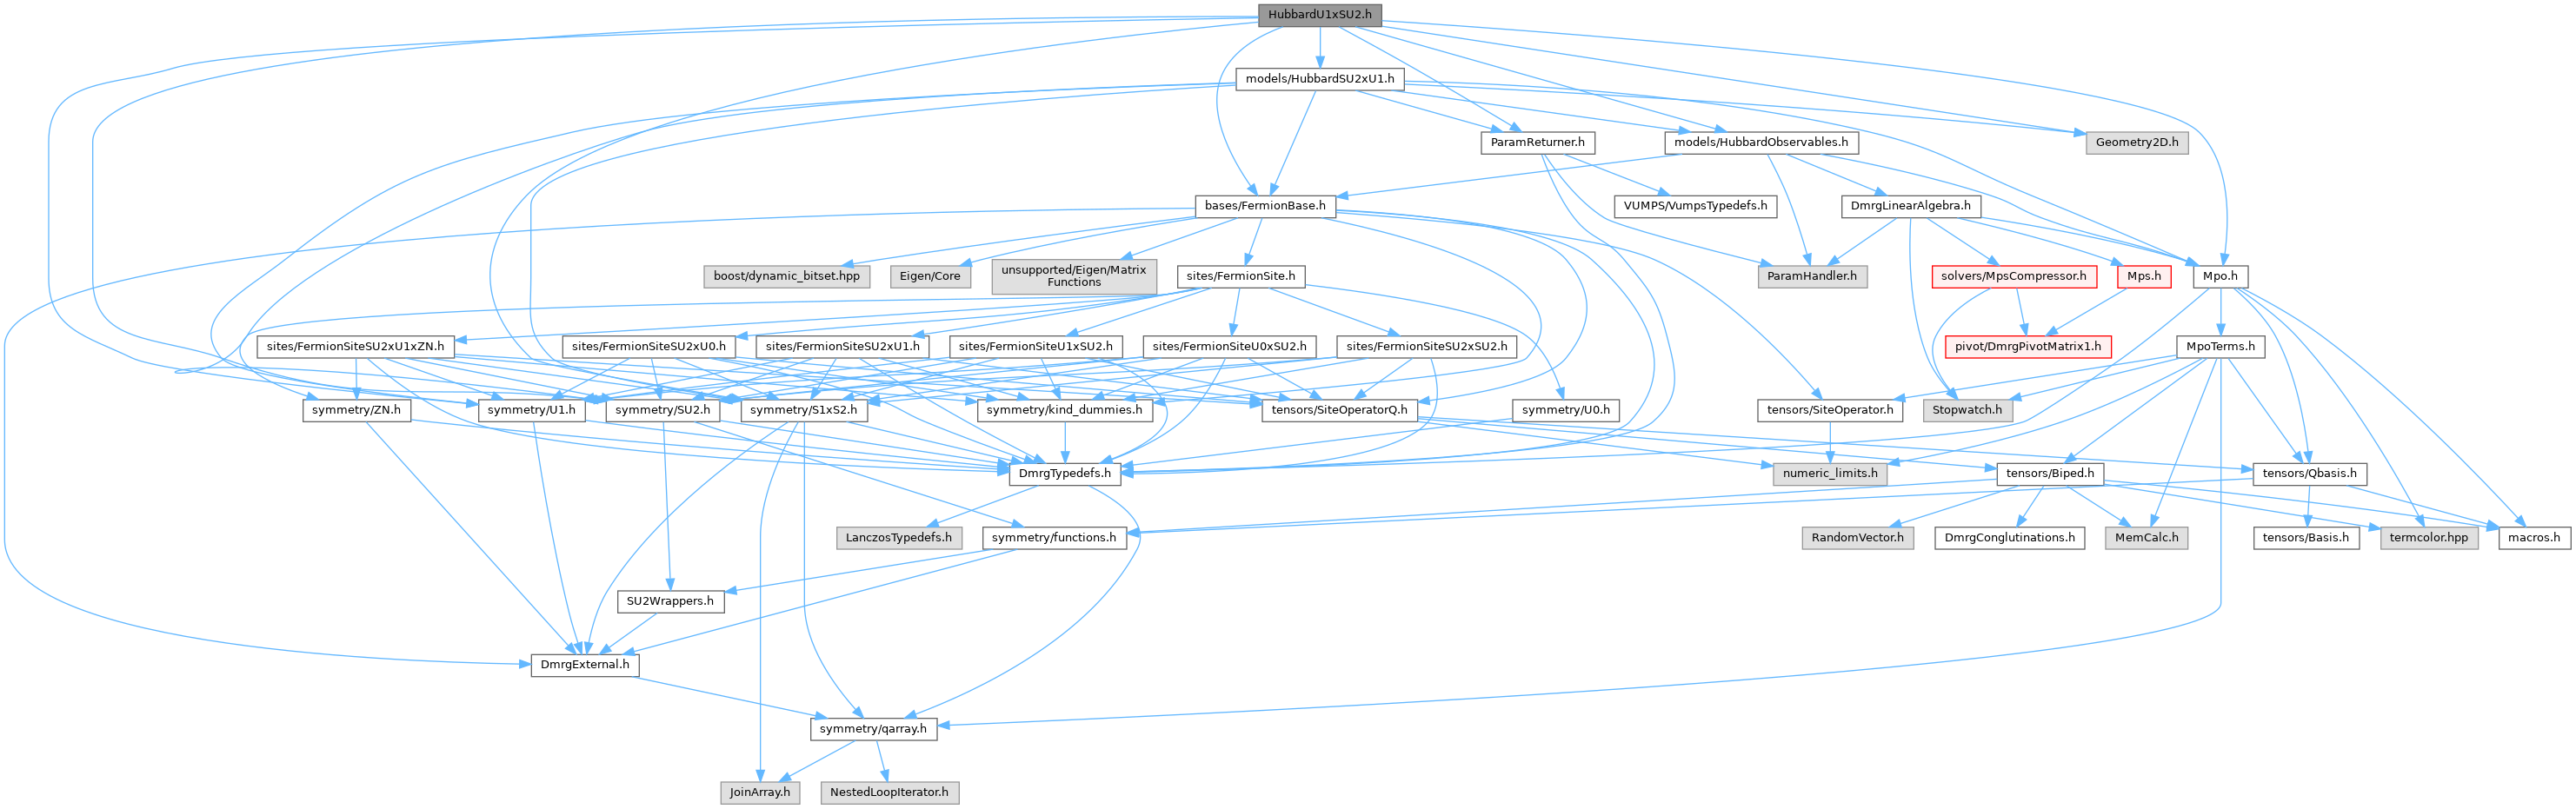 HubbardU1xSU2.h
models/HubbardSU2xU1.h
ParamReturner.h
models/HubbardObservables.h
Geometry2D.h
bases/FermionBase.h
VUMPS/VumpsTypedefs.h
DmrgLinearAlgebra.h
boost/dynamic_bitset.hpp
Eigen/Core
unsupported/Eigen/Matrix
Functions
sites/FermionSite.h
ParamHandler.h
solvers/MpsCompressor.h
Mps.h
Mpo.h
sites/FermionSiteSU2xU1xZN.h
sites/FermionSiteSU2xU0.h
sites/FermionSiteSU2xU1.h
sites/FermionSiteU1xSU2.h
sites/FermionSiteU0xSU2.h
sites/FermionSiteSU2xSU2.h
pivot/DmrgPivotMatrix1.h
MpoTerms.h
symmetry/ZN.h
symmetry/U1.h
symmetry/SU2.h
symmetry/S1xS2.h
symmetry/kind_dummies.h
tensors/SiteOperatorQ.h
symmetry/U0.h
tensors/SiteOperator.h
Stopwatch.h
DmrgTypedefs.h
numeric_limits.h
tensors/Biped.h
tensors/Qbasis.h
LanczosTypedefs.h
symmetry/functions.h
RandomVector.h
DmrgConglutinations.h
MemCalc.h
tensors/Basis.h
termcolor.hpp
macros.h
SU2Wrappers.h
DmrgExternal.h
symmetry/qarray.h
JoinArray.h
NestedLoopIterator.h